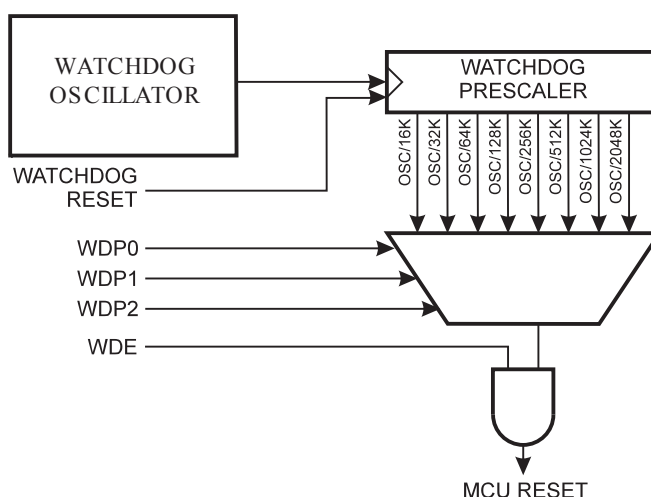 WATCHDOG
OSCILLATOR
WATCHDOG
PRESCALER
OSC/16K
OSC/32K
OSC/64K
OSC/128K
OSC/256K
OSC/512K
OSC/1024K
OSC/2048K
WATCHDOG
RESET
WDP0
WDP1
WDP2
WDE
MCU RESET